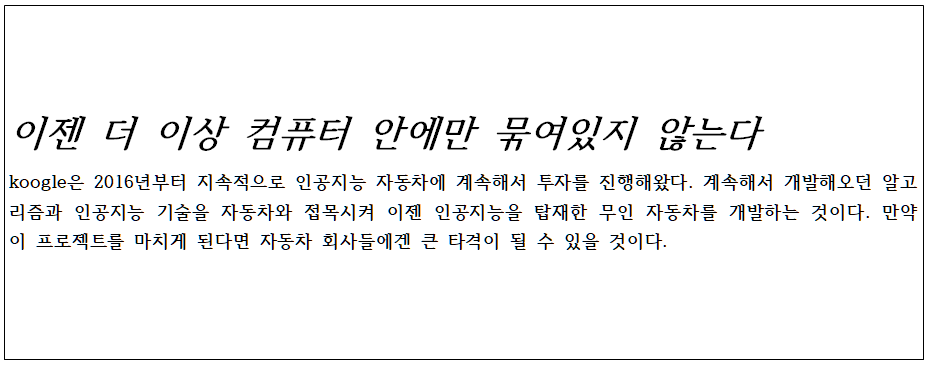 이젠 더 이상 컴퓨터 안에만 묶여있지 않는다
koogle은 2016년부터 지속적으로 인공지능 자동차에 계속해서 투자를 진행해왔다. 계속해서 개발해오던 알고
리즘과 인공지능 기술을 자동차와 접목시켜 이젠 인공지능을 탑재한 무인 자동차를 개발하는 것이다. 만약
이 프로젝트를 마치게 된다면 자동차 회사들에겐 큰 타격이 될 수 있을 것이다.